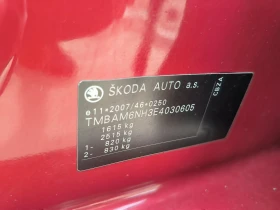 ŠKODA AUTO a.s.
e11*2007/46*0250
TMBAM6NH3E4030605
1615 kg
2515 kg
1- 820 kg
2- 830 kg
CBZA